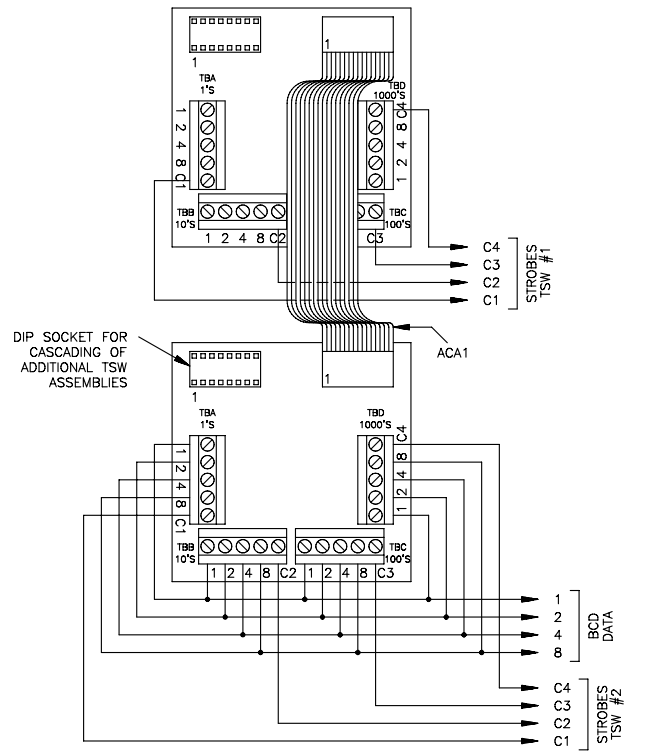 1
1
TBA
1'S
TBD
1000'S
1
2
4
8
C1
C4
8
4
2
1
TBB
10'S
TBC
100'S
1 2 4 8 C2
C3
C4
C3
C2
C1
STROBES
TSW #1
DIP SOCKET FOR
CASCADING OF
ADDITIONAL TSW
ASSEMBLIES
ACA1
1
1
TBA
1'S
TBD
1000'S
1
2
4
8
C1
C4
8
4
2
1
TBB
10'S
TBC
100'S
1 2 4 8 C2
1 2 4 8 C3
1
2
4
8
BCD
DATA
C4
C3
C2
C1
STROBES
TSW #2